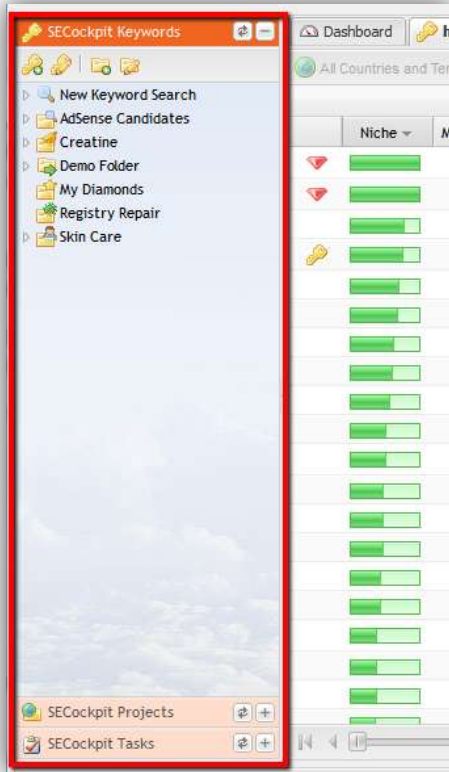 SECockpit Keywords
Dashboard
All Countries and Ter
New Keyword Search
AdSense Candidates
Creatine
Demo Folder
My Diamonds
Registry Repair
Skin Care
Niche
SECockpit Projects
SECockpit Tasks